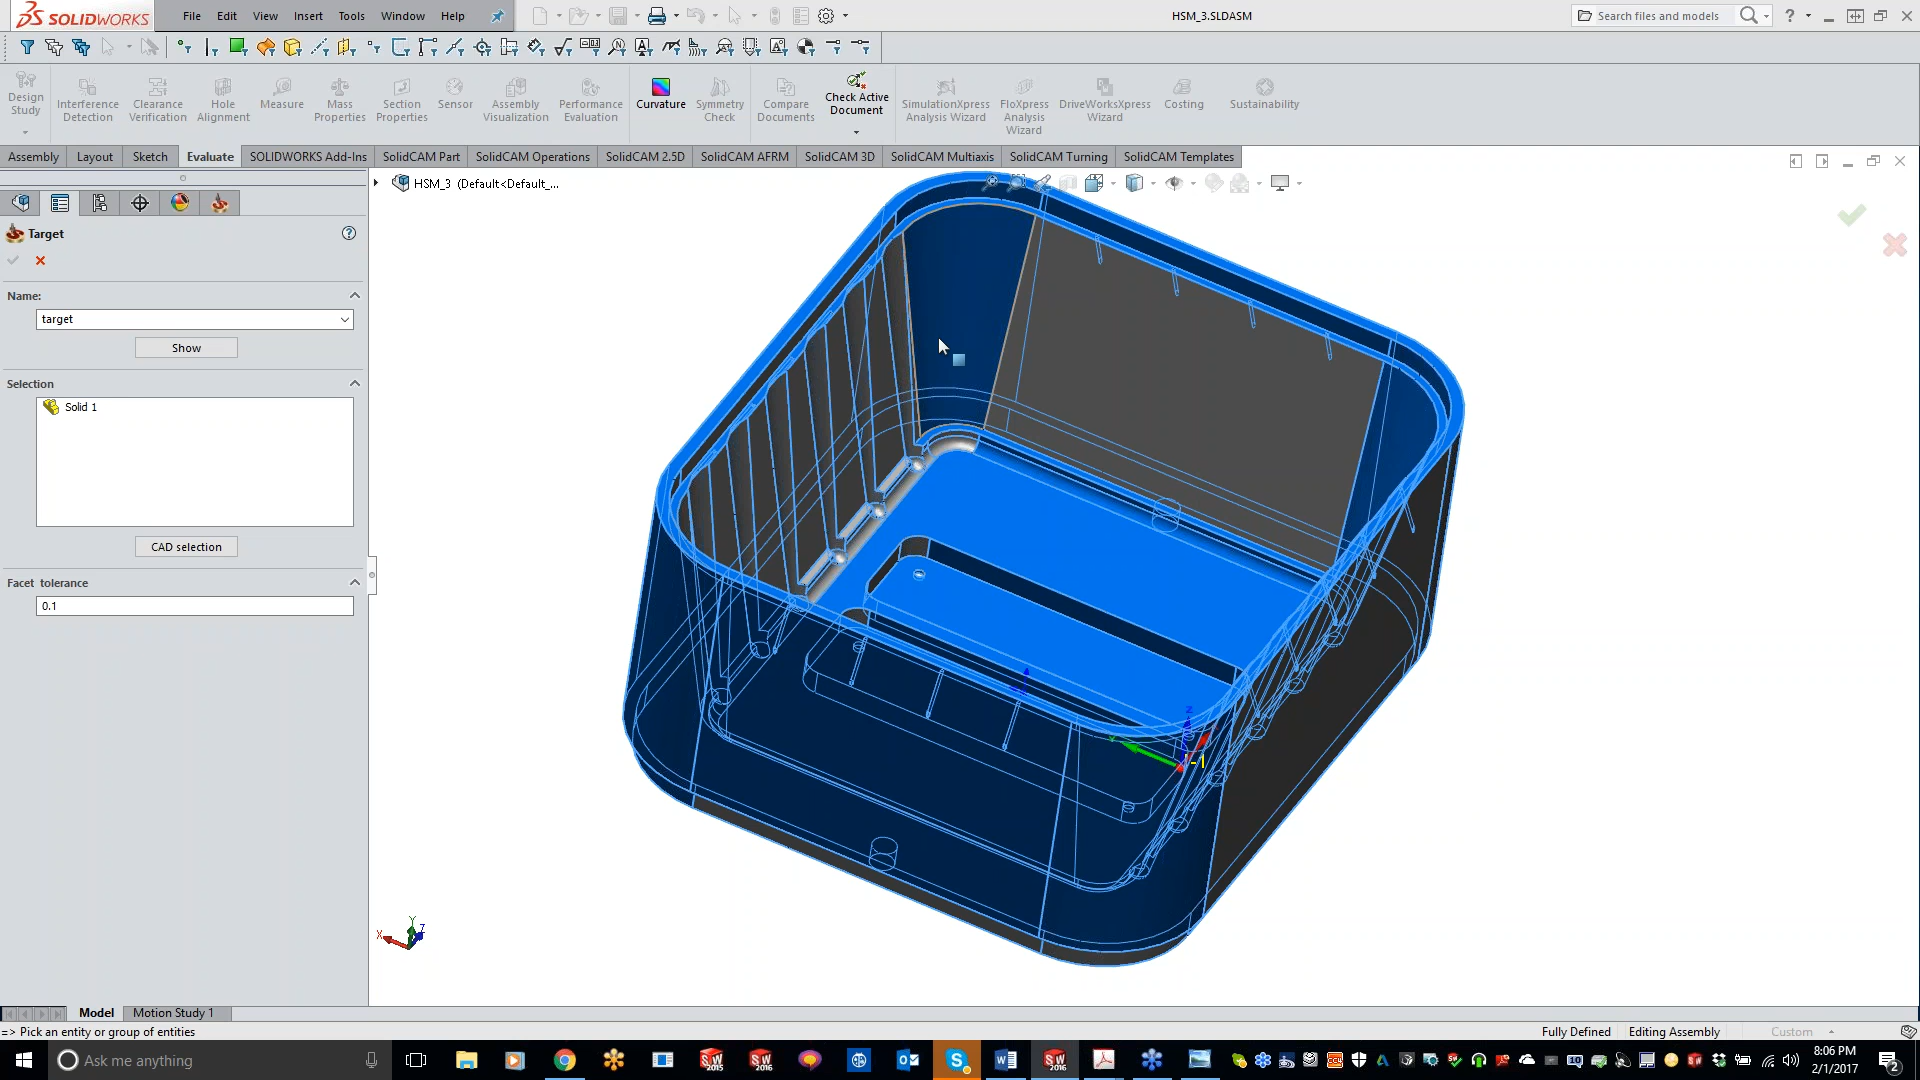 SOLIDWORKS File Edit View Insert Tools Window Help HSM_3.SLDASM Search files and models ?
Design Study
Interference Detection
Clearance Verification
Hole Alignment
Measure
Mass Properties
Section Properties
Sensor
Assembly Visualization
Performance Evaluation
Curvature
Symmetry Check
Compare Documents
Check Active Document
SimulationXpress Analysis Wizard
FloXpress Analysis Wizard
DriveWorksXpress Wizard
Costing
Sustainability
Assembly Layout Sketch Evaluate SOLIDWORKS Add-Ins SolidCAM Part SolidCAM Operations SolidCAM 2.5D SolidCAM AFRM SolidCAM 3D SolidCAM Multiaxis SolidCAM Turning SolidCAM Templates
HSM_3 (Default<Default_...
Target
Name:
target
Show
Selection
Solid 1
CAD selection
Facet tolerance
0.1
Z
Y
-1
Y
X Z
Model Motion Study 1
=> Pick an entity or group of entities Fully Defined Editing Assembly Custom
Ask me anything
2015 2016 2016
8:06 PM
2/1/2017
2